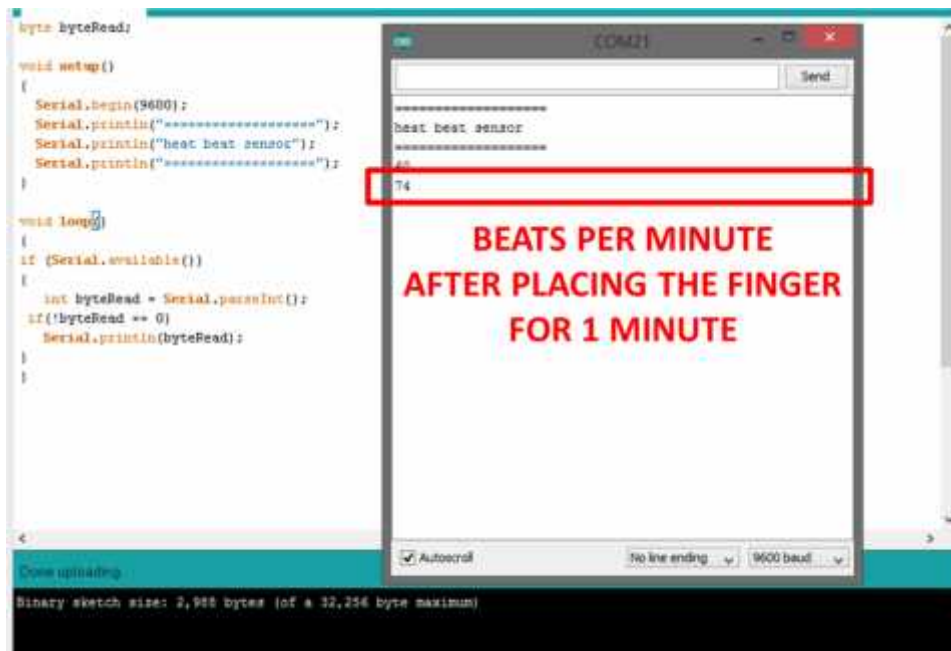 byte byteRead;
void setup()
{
Serial.begin(9600);
Serial.println("===================");
Serial.println("heat beat sensor");
Serial.println("===================");
}
void loop()
{
if (Serial.available())
{
int byteRead = Serial.parseInt();
if(!byteRead == 0)
Serial.println(byteRead);
}
}
Done uploading
Binary sketch size: 2,988 bytes (of a 32,256 byte maximum)
COM21
Send
===================
heat beat sensor
===================
74
BEATS PER MINUTE
AFTER PLACING THE FINGER
FOR 1 MINUTE
Autoscroll
No line ending
9600 baud